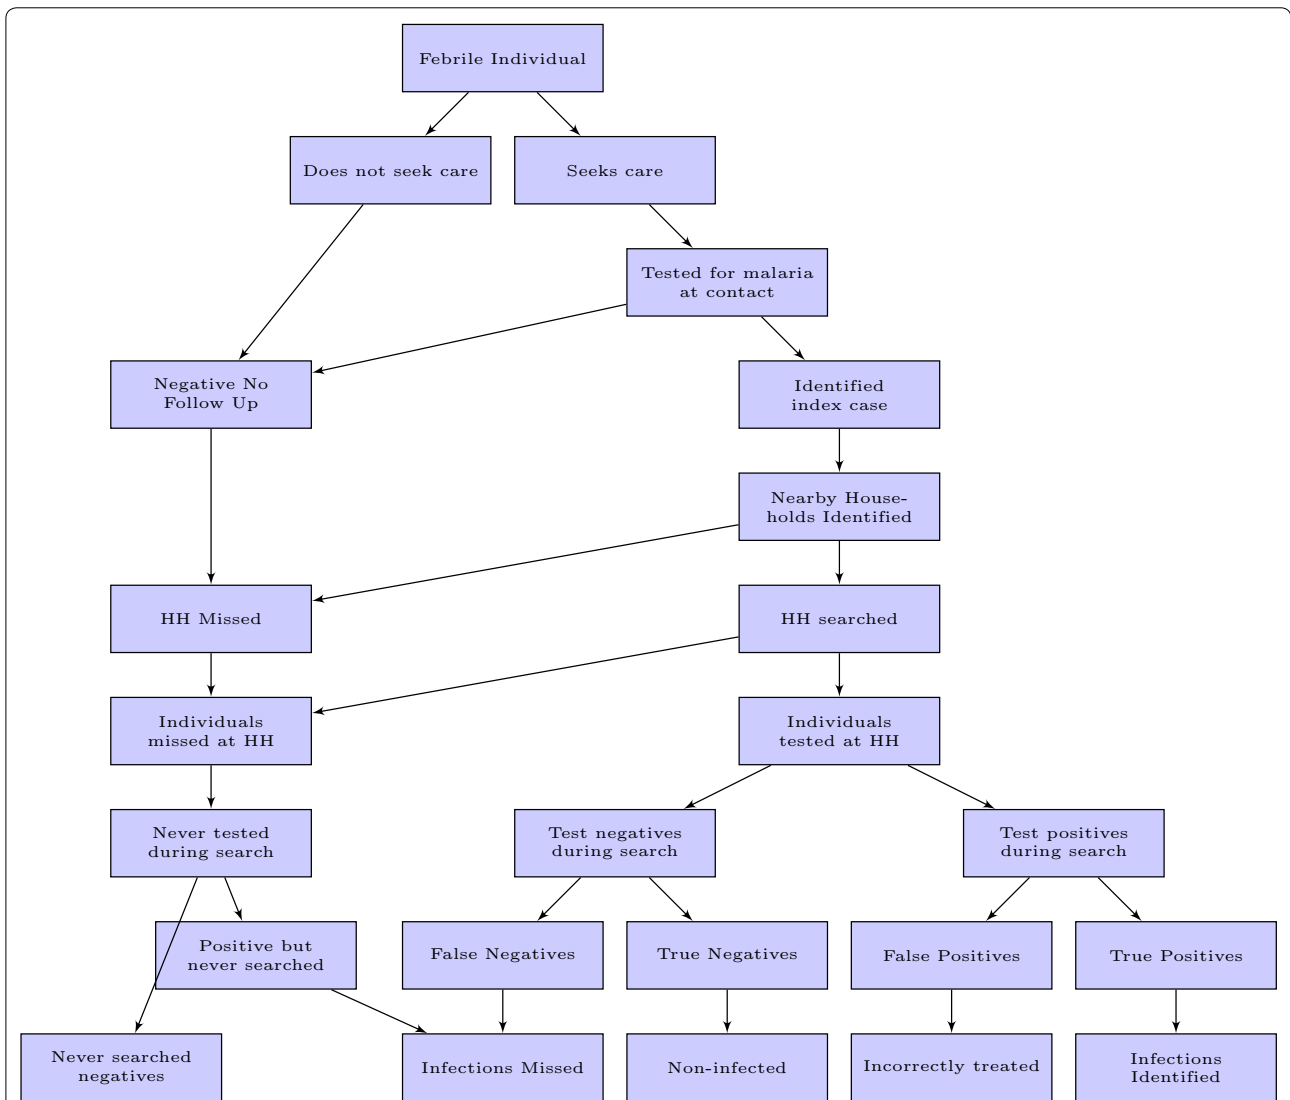 Febrile Individual
Does not seek care
Seeks care
Tested for malaria
at contact
Negative No
Follow Up
Identified
index case
Nearby House-
holds Identified
HH Missed
HH searched
Individuals
missed at HH
Individuals
tested at HH
Never tested
during search
Test negatives
during search
Test positives
during search
Positive but
never searched
False Negatives
True Negatives
False Positives
True Positives
Never searched
negatives
Infections Missed
Non-infected
Incorrectly treated
Infections
Identified